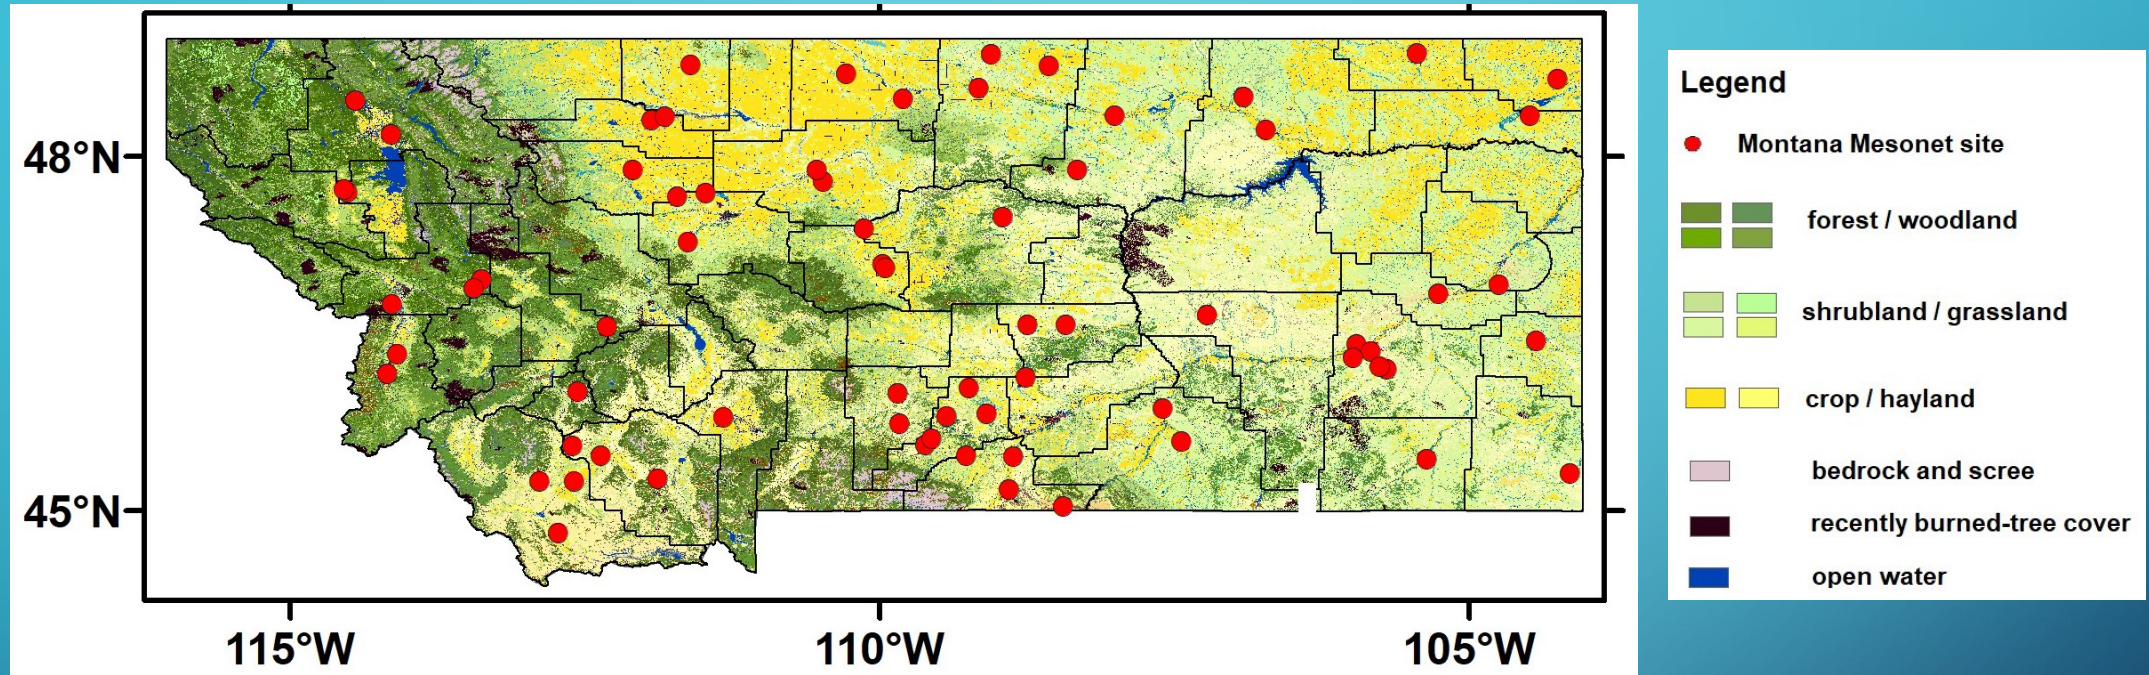 48°N
45°N
115°W
110°W
105°W
Legend
Montana Mesonet site
forest / woodland
shrubland / grassland
crop / hayland
bedrock and scree
recently burned-tree cover
open water